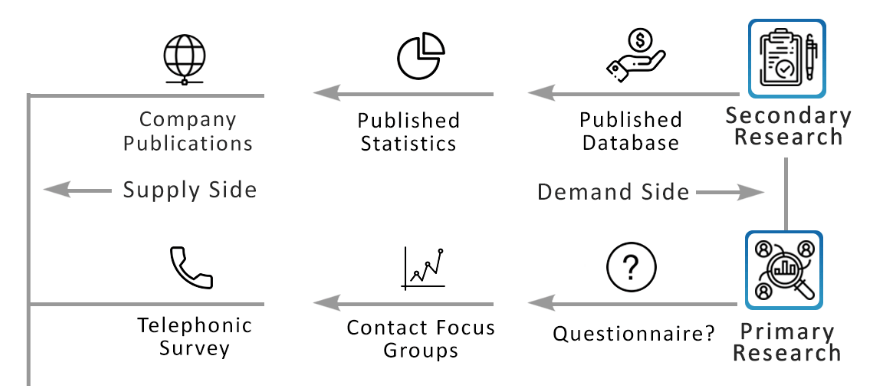 Company
Publications
Published
Statistics
Published
Database
Secondary
Research
Supply Side
Demand Side
Telephonic
Survey
Contact Focus
Groups
Questionnaire?
Primary
Research